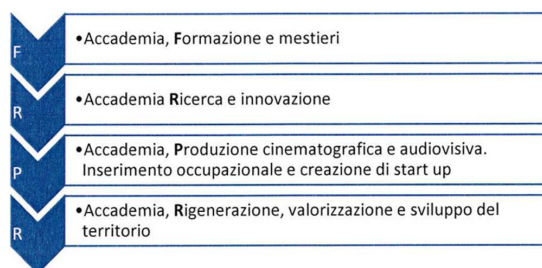 F
•Accademia, Formazione e mestieri
R
•Accademia Ricerca e innovazione
P
•Accademia, Produzione cinematografica e audiovisiva.
Inserimento occupazionale e creazione di start up
R
•Accademia, Rigenerazione, valorizzazione e sviluppo del
territorio